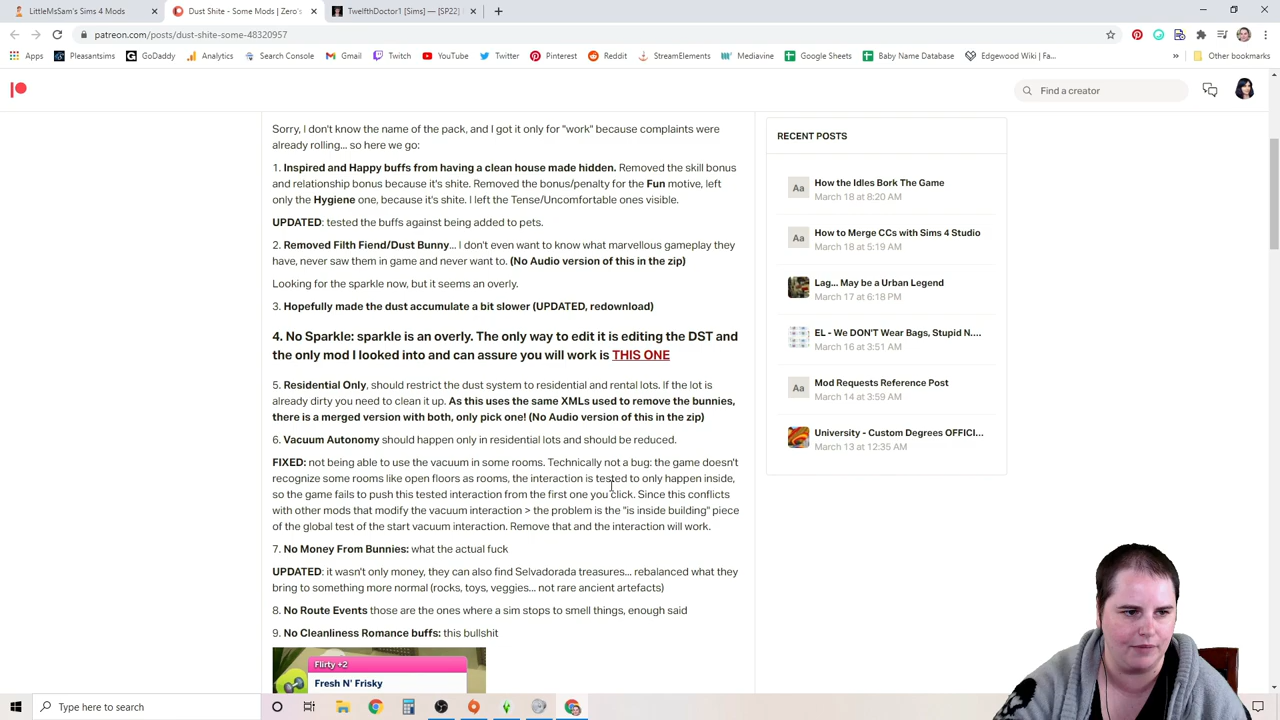 LittleMsSam's Sims 4 Mods
Dust Shite - Some Mods | Zero's
TwelfthDoctor1 [Sims] — [SP22]
patreon.com/posts/dust-shite-some-48320957
Apps Pleasantsims GoDaddy Analytics Search Console Gmail Twitch YouTube Twitter Pinterest Reddit StreamElements Mediavine Google Sheets Baby Name Database Edgewood Wiki | Fa... » Other bookmarks
Find a creator
Sorry, I don't know the name of the pack, and I got it only for "work" because complaints were
already rolling... so here we go:
1. Inspired and Happy buffs from having a clean house made hidden. Removed the skill bonus
and relationship bonus because it's shite. Removed the bonus/penalty for the Fun motive, left
only the Hygiene one, because it's shite. I left the Tense/Uncomfortable ones visible.
UPDATED: tested the buffs against being added to pets.
2. Removed Filth Fiend/Dust Bunny... I don't even want to know what marvellous gameplay they
have, never saw them in game and never want to. (No Audio version of this in the zip)
Looking for the sparkle now, but it seems an overly.
3. Hopefully made the dust accumulate a bit slower (UPDATED, redownload)
4. No Sparkle: sparkle is an overly. The only way to edit it is editing the DST and
the only mod I looked into and can assure you will work is THIS ONE
5. Residential Only, should restrict the dust system to residential and rental lots. If the lot is
already dirty you need to clean it up. As this uses the same XMLs used to remove the bunnies,
there is a merged version with both, only pick one! (No Audio version of this in the zip)
6. Vacuum Autonomy should happen only in residential lots and should be reduced.
FIXED: not being able to use the vacuum in some rooms. Technically not a bug: the game doesn't
recognize some rooms like open floors as rooms, the interaction is tested to only happen inside,
so the game fails to push this tested interaction from the first one you click. Since this conflicts
with other mods that modify the vacuum interaction > the problem is the "is inside building" piece
of the global test of the start vacuum interaction. Remove that and the interaction will work.
7. No Money From Bunnies: what the actual fuck
UPDATED: it wasn't only money, they can also find Selvadorada treasures... rebalanced what they
bring to something more normal (rocks, toys, veggies... not rare ancient artefacts)
8. No Route Events those are the ones where a sim stops to smell things, enough said
9. No Cleanliness Romance buffs: this bullshit
Flirty +2
Fresh N' Frisky
RECENT POSTS
Aa
How the Idles Bork The Game
March 18 at 8:20 AM
Aa
How to Merge CCs with Sims 4 Studio
March 18 at 5:19 AM
Lag... May be a Urban Legend
March 17 at 6:18 PM
EL - We DON'T Wear Bags, Stupid N....
March 16 at 3:51 AM
Aa
Mod Requests Reference Post
March 14 at 3:59 AM
University - Custom Degrees OFFICI...
March 13 at 12:35 AM
Type here to search